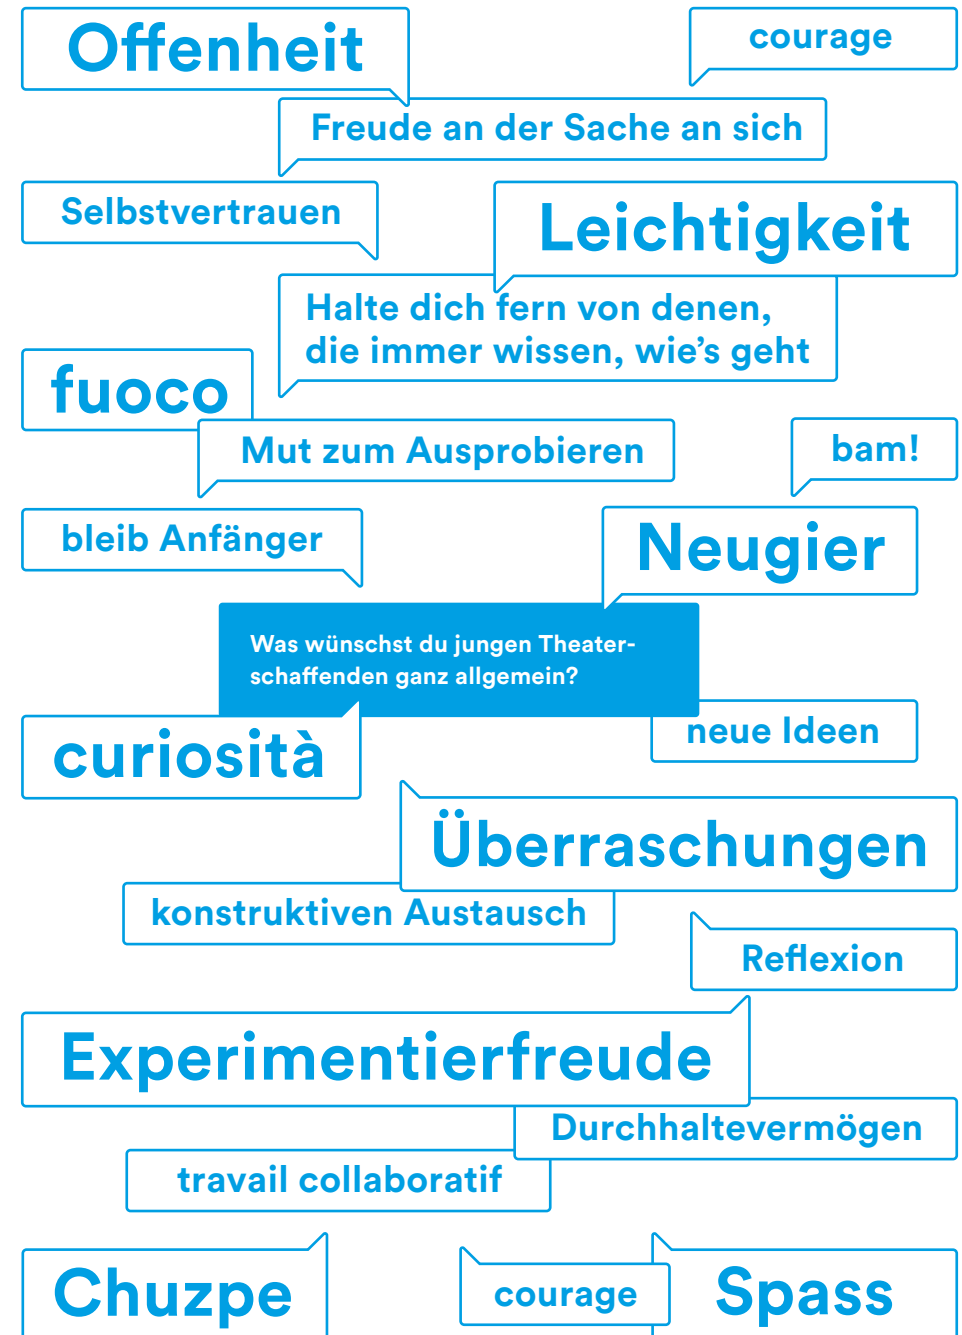 Offenheit
courage
Freude an der Sache an sich
Selbstvertrauen
Leichtigkeit
Halte dich fern von denen,
die immer wissen, wie’s geht
fuoco
Mut zum Ausprobieren
bam!
bleib Anfänger
Neugier
Was wünschst du jungen Theater-
schaffenden ganz allgemein?
curiosità
neue Ideen
Überraschungen
konstruktiven Austausch
Reflexion
Experimentierfreude
Durchhaltevermögen
travail collaboratif
Chuzpe
courage
Spass